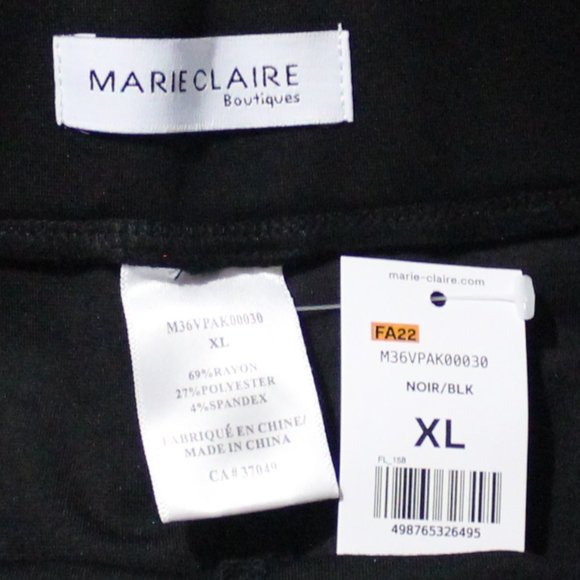 MARIECLAIRE
Boutiques
M36VPAK00030
XL
69%RAYON
27%POLYESTER
4%SPANDEX
FABRIQUÉ EN CHINE/
MADE IN CHINA
CA# 37049
marie-claire.com
FA22
M36VPAK00030
NOIR/BLK
XL
FL_158
498765326495